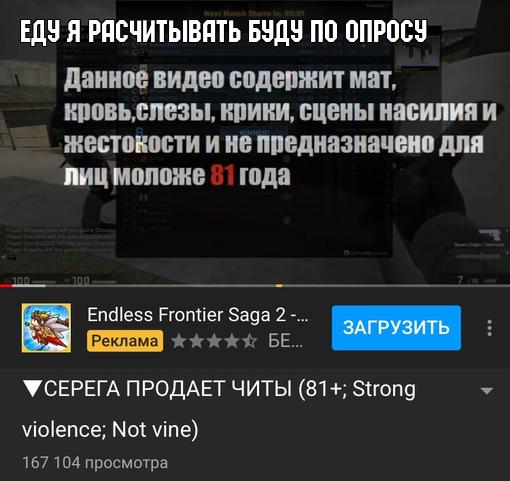 Next Match Starts In: 00:01
ЕДУ Я РАСЧИТЫВАТЬ БУДУ ПО ОПРОСУ
Данное видео содержит мат,
кровь,слезы, крики, сцены насилия и
WINNER!
жестокости и не предназначено для
лиц моложе 81 года
100 100
7
Endless Frontier Saga 2 -...
Реклама
БЕ...
ЗАГРУЗИТЬ
▼СЕРЕГА ПРОДАЕТ ЧИТЫ (81+; Strong
violence; Not vine)
167 104 просмотра